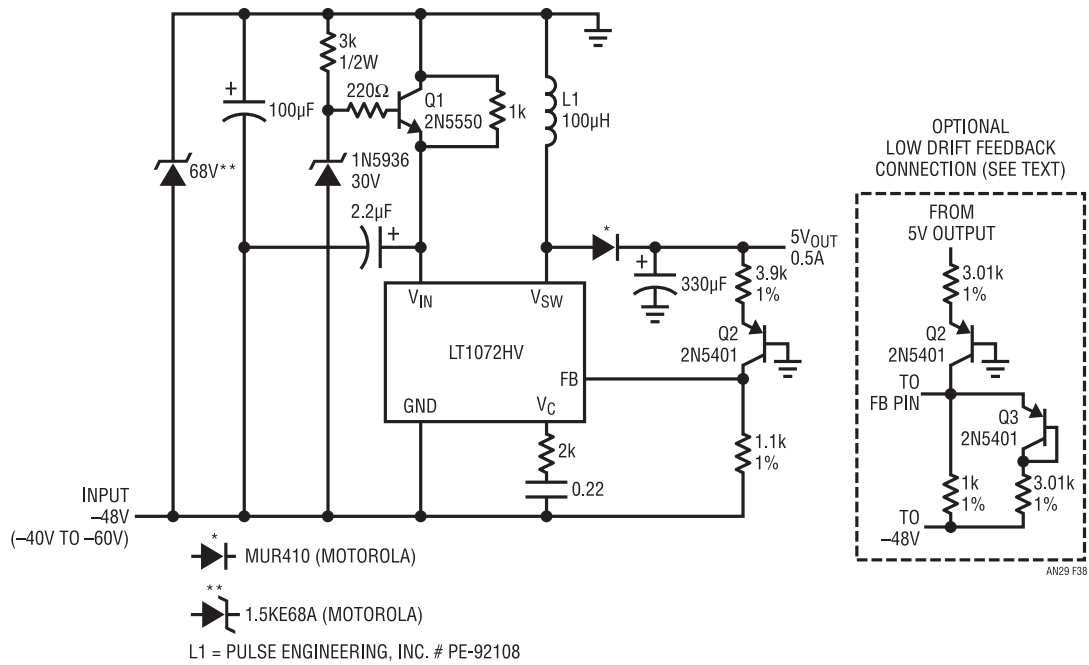 3k
1/2W
220Ω
Q1
2N5550
1k
L1
100µH
+
100µF
68V**
1N5936
30V
2.2µF
+
*
5VOUT
0.5A
+
330µF
3.9k
1%
VIN
VSW
LT1072HV
FB
GND
VC
Q2
2N5401
2k
0.22
1.1k
1%
INPUT
–48V
(–40V TO –60V)
* MUR410 (MOTOROLA)
** 1.5KE68A (MOTOROLA)
L1 = PULSE ENGINEERING, INC. # PE-92108
OPTIONAL
LOW DRIFT FEEDBACK
CONNECTION (SEE TEXT)
FROM
5V OUTPUT
3.01k
1%
Q2
2N5401
TO
FB PIN
Q3
2N5401
1k
1%
3.01k
1%
TO
–48V
AN29 F38